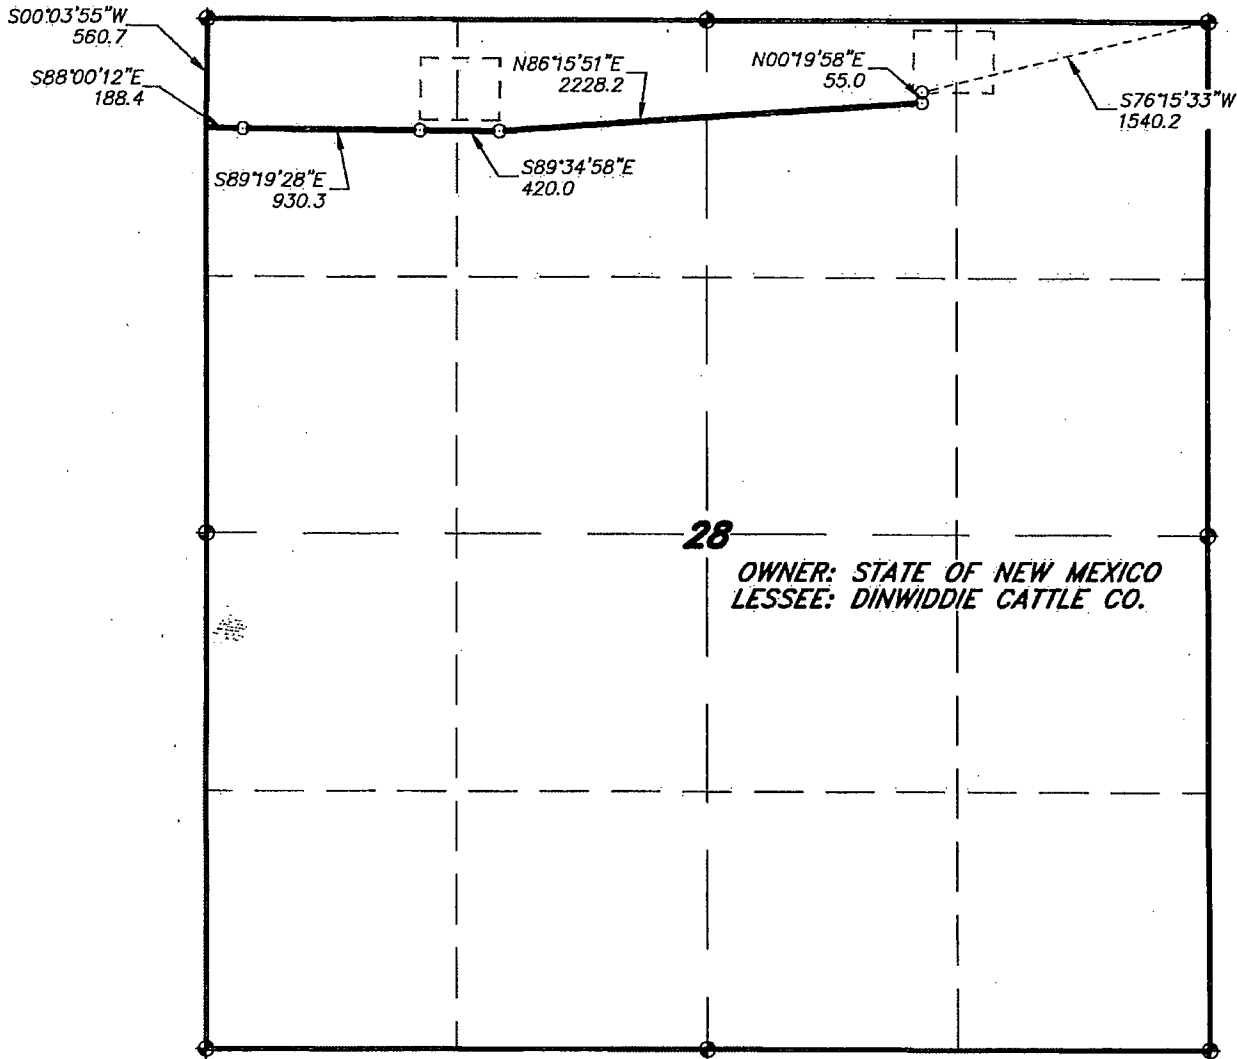 S00°03'55"W
560.7
S88°00'12"E
188.4
N86°15'51"E
2228.2
N00°19'58"E
55.0
S76°15'33"W
1540.2
S89°19'28"E
930.3
S89°34'58"E
420.0
28
OWNER: STATE OF NEW MEXICO
LESSEE: DINWIDDIE CATTLE CO.